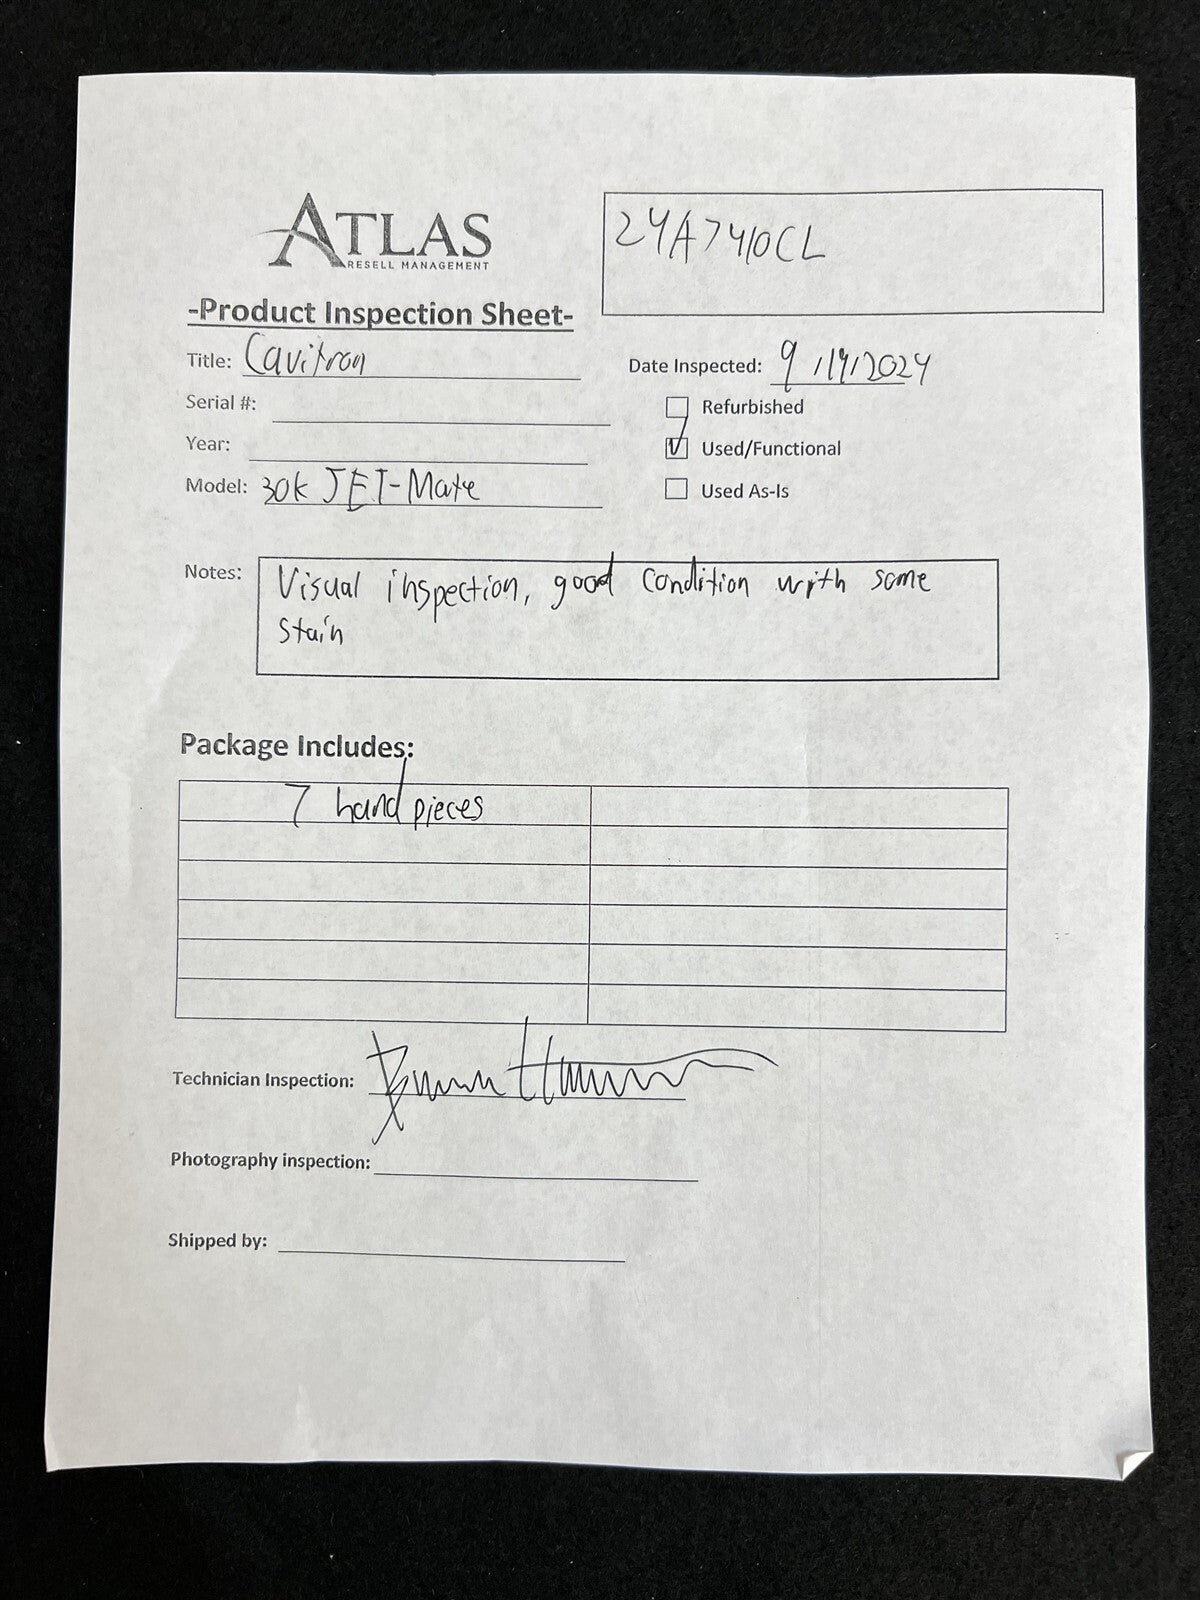 ATLAS
RESELL MANAGEMENT
24A7410CL
-Product Inspection Sheet-
Title: Cavitron
Date Inspected: 9/19/2024
Serial #:
Refurbished
Year:
Used/Functional
Model: 30k JET-Mate
Used As-Is
Notes: Visual inspection, good condition with some
stain
Package Includes:
7 hand pieces
Technician Inspection:
Photography inspection:
Shipped by: